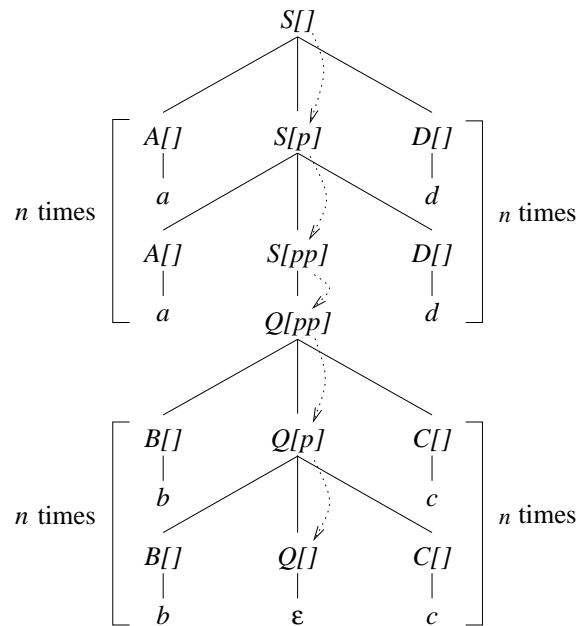 S[]
A[] S[p] D[]
a d
n times n times
A[] S[pp] D[]
a d
Q[pp]
B[] Q[p] C[]
b c
n times n times
B[] Q[] C[]
b ε c